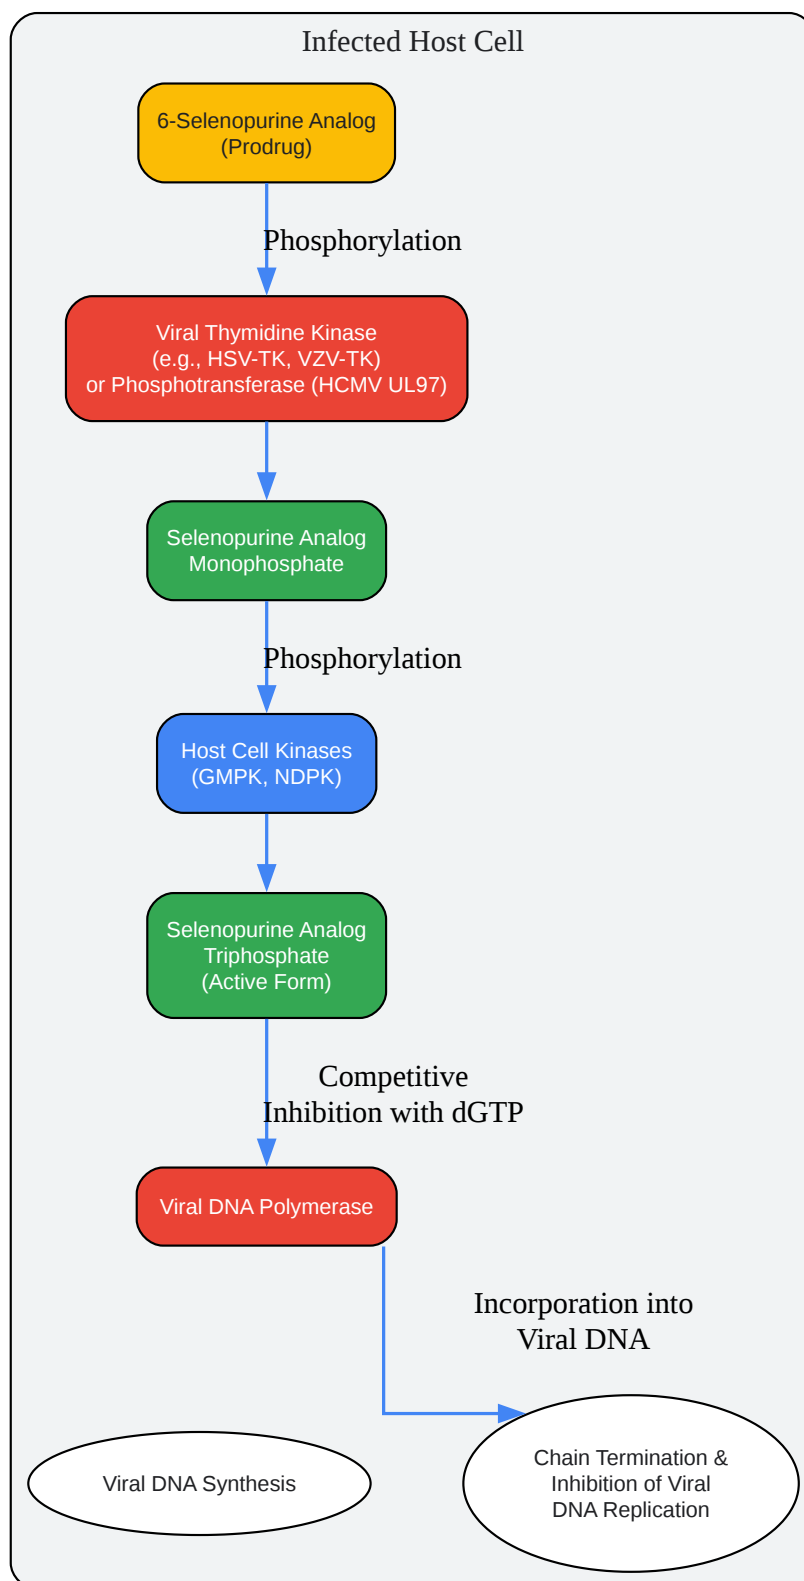 Infected Host Cell
6-Selenopurine Analog
(Prodrug)
Phosphorylation
Viral Thymidine Kinase
(e.g., HSV-TK, VZV-TK)
or Phosphotransferase (HCMV UL97)
Selenopurine Analog
Monophosphate
Phosphorylation
Host Cell Kinases
(GMPK, NDPK)
Selenopurine Analog
Triphosphate
(Active Form)
Competitive
Inhibition with dGTP
Viral DNA Polymerase
Incorporation into
Viral DNA
Viral DNA Synthesis
Chain Termination &
Inhibition of Viral
DNA Replication